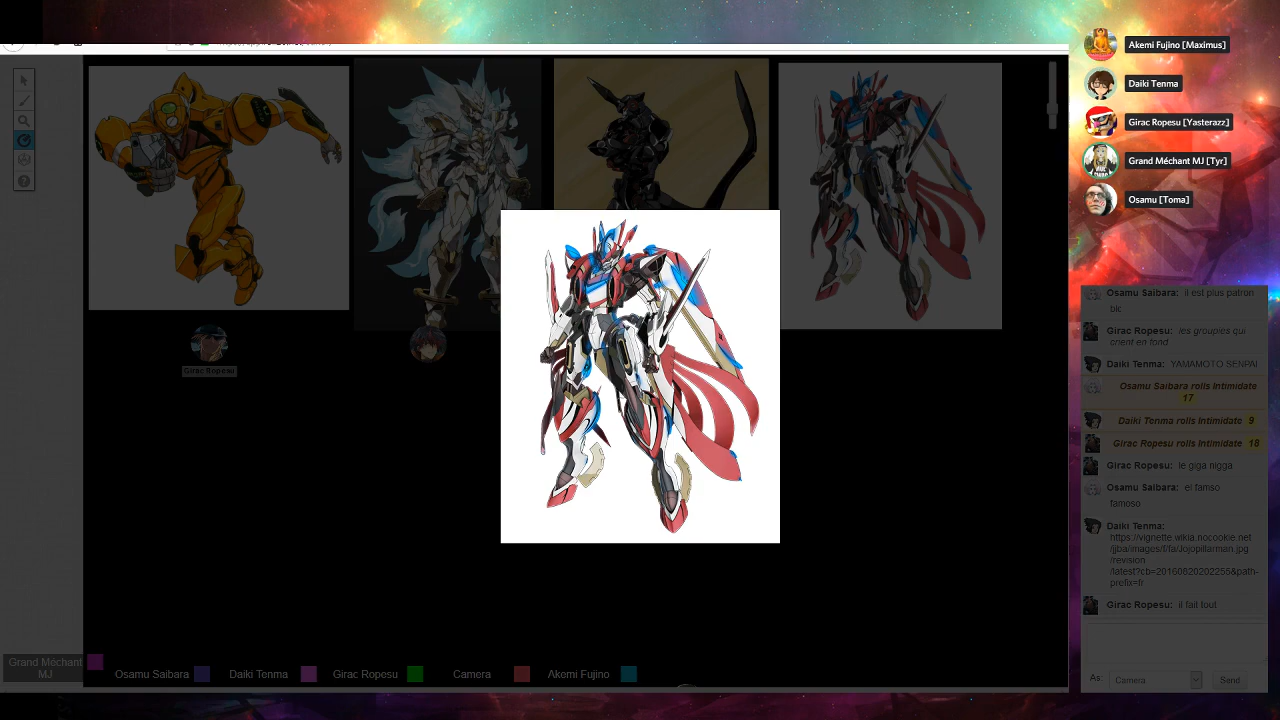 Akemi Fujino [Maximus]
Daiki Tenma
Girac Ropesu [Yasterazz]
Grand Méchant MJ [Tyr]
Osamu [Toma]
Osamu Saibara: il est plus patron
blc
Girac Ropesu: les groupies qui
crient en fond
Daiki Tenma: YAMAMOTO SENPAI
Osamu Saibara rolls Intimidate
17
Daiki Tenma rolls Intimidate 9
Girac Ropesu rolls Intimidate 18
Girac Ropesu: le giga nigga
Osamu Saibara: el famso
famoso
Daiki Tenma:
https://vignette.wikia.nocookie.net
/jjba/images/f/fa/Jojopillarman.jpg
/revision
/latest?cb=20160820202255&path-
prefix=fr
Girac Ropesu: il fait tout
As: Camera Send
Girac Ropesu
Grand Méchant
MJ
Osamu Saibara
Daiki Tenma
Girac Ropesu
Camera
Akemi Fujino